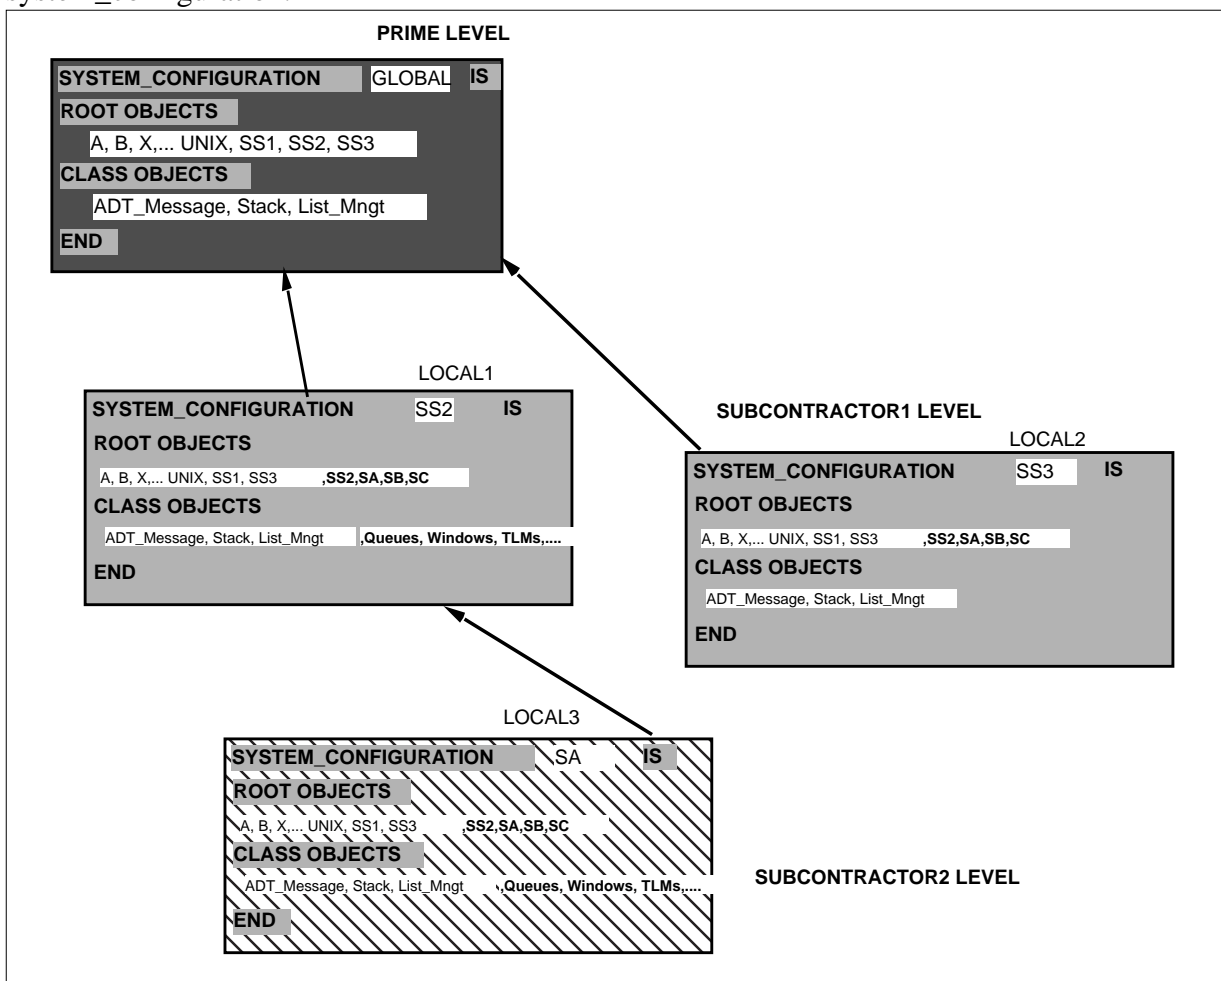 system_configuration.
PRIME LEVEL
SYSTEM_CONFIGURATION GLOBAL IS
ROOT OBJECTS
A, B, X,... UNIX, SS1, SS2, SS3
CLASS OBJECTS
ADT_Message, Stack, List_Mngt
END
LOCAL1
SYSTEM_CONFIGURATION SS2 IS
ROOT OBJECTS
A, B, X,... UNIX, SS1, SS3 ,SS2,SA,SB,SC
CLASS OBJECTS
ADT_Message, Stack, List_Mngt ,Queues, Windows, TLMs,....
END
SUBCONTRACTOR1 LEVEL
LOCAL2
SYSTEM_CONFIGURATION SS3 IS
ROOT OBJECTS
A, B, X,... UNIX, SS1, SS3 ,SS2,SA,SB,SC
CLASS OBJECTS
ADT_Message, Stack, List_Mngt
END
LOCAL3
SYSTEM_CONFIGURATION SA IS
ROOT OBJECTS
A, B, X,... UNIX, SS1, SS3 ,SS2,SA,SB,SC
CLASS OBJECTS
ADT_Message, Stack, List_Mngt ,Queues, Windows, TLMs,....
END
SUBCONTRACTOR2 LEVEL